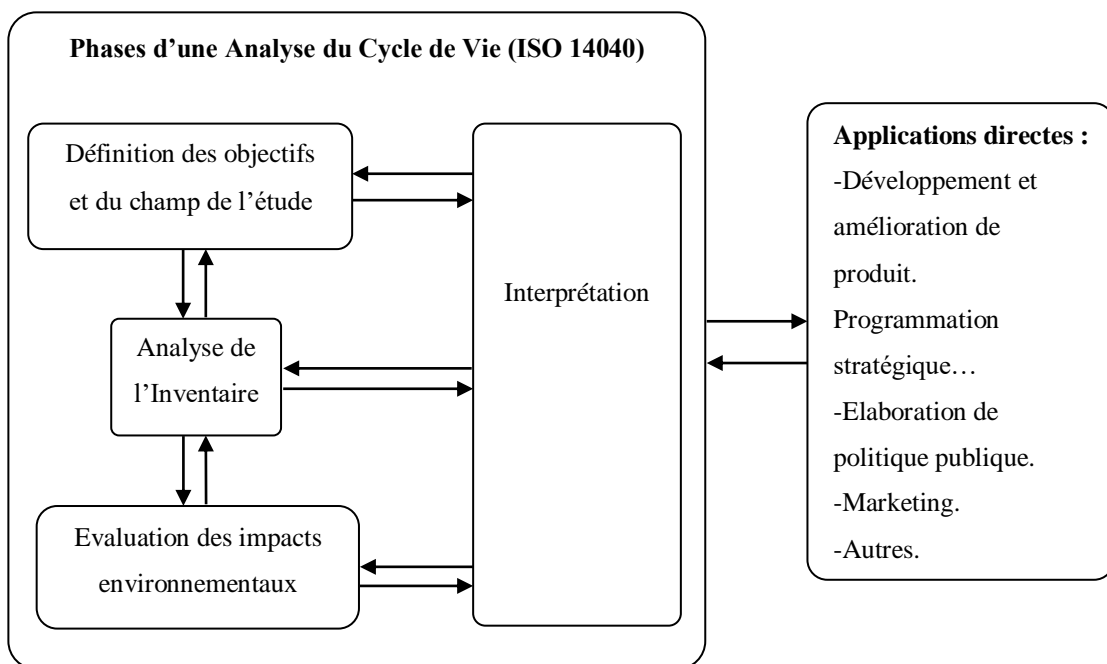 Phases d’une Analyse du Cycle de Vie (ISO 14040)
Définition des objectifs
et du champ de l’étude
Analyse de
l’Inventaire
Evaluation des impacts
environnementaux
Interprétation
Applications directes :
-Développement et
amélioration de
produit.
Programmation
stratégique…
-Elaboration de
politique publique.
-Marketing.
-Autres.